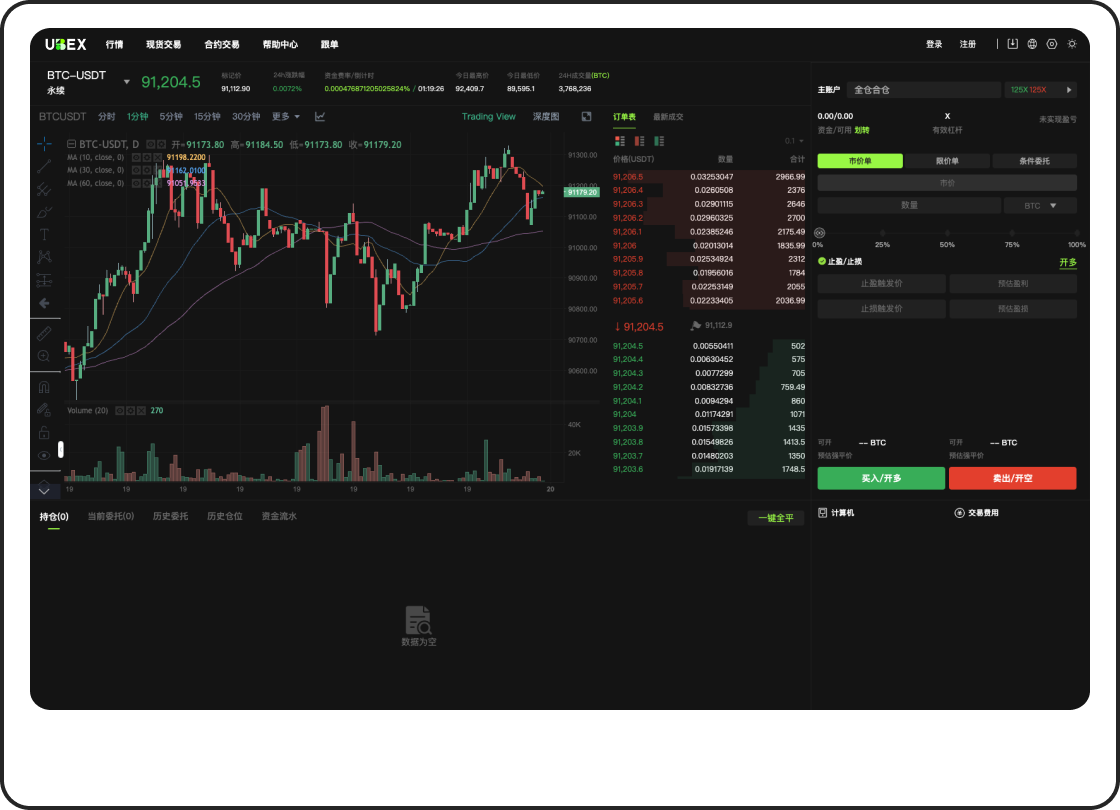 UBEX 行情 现货交易 合约交易 帮助中心 跟单 登录 注册
BTC-USDT
永续
91,204.5
标记价 24h涨跌幅 资金费率/倒计时 今日最高价 今日最低价 24H成交量(BTC)
91,112.90 0.0072% 0.000476871205025824% / 01:19:26 92,409.7 89,595.1 3,768,236
BTCUSDT 分时 1分钟 5分钟 15分钟 30分钟 更多 Trading View 深度图
BTC-USDT, D 开=91173.80 高=91184.50 低=91173.80 收=91179.20
MA (10, close, 0) 91198.2200
MA (30, close, 0) 91162.0100
MA (60, close, 0) 91051.9533
91300.00
91200.00
91179.20
91100.00
91000.00
90900.00
90800.00
90700.00
90600.00
Volume (20) 270
40K
20K
19 19 19 19 19 19 19 19 20
订单表 最新成交
0.1
价格(USDT) 数量 合计
91,206.5 0.03253047 2966.99
91,206.4 0.0260508 2376
91,206.3 0.02901115 2646
91,206.2 0.02960325 2700
91,206.1 0.02385246 2175.49
91,206 0.02013014 1835.99
91,205.9 0.02534924 2312
91,205.8 0.01956016 1784
91,205.7 0.02253149 2055
91,205.6 0.02233405 2036.99
↓ 91,204.5 91,112.9
91,204.5 0.00550411 502
91,204.4 0.00630452 575
91,204.3 0.0077299 705
91,204.2 0.00832736 759.49
91,204.1 0.0094294 860
91,204 0.01174291 1071
91,203.9 0.01573398 1435
91,203.8 0.01549826 1413.5
91,203.7 0.01480203 1350
91,203.6 0.01917139 1748.5
主账户 全仓合仓 125X 125X
0.00/0.00 X 未实现盈亏
资金/可用 划转 有效杠杆
市价单 限价单 条件委托
市价
数量 BTC
0% 25% 50% 75% 100%
止盈/止损 开多
止盈触发价 预估盈利
止损触发价 预估盈损
可开 -- BTC 可开 -- BTC
预估强平价 预估强平价
买入/开多 卖出/开空
计算机 交易费用
持仓(0) 当前委托(0) 历史委托 历史仓位 资金流水 一键全平
数据为空